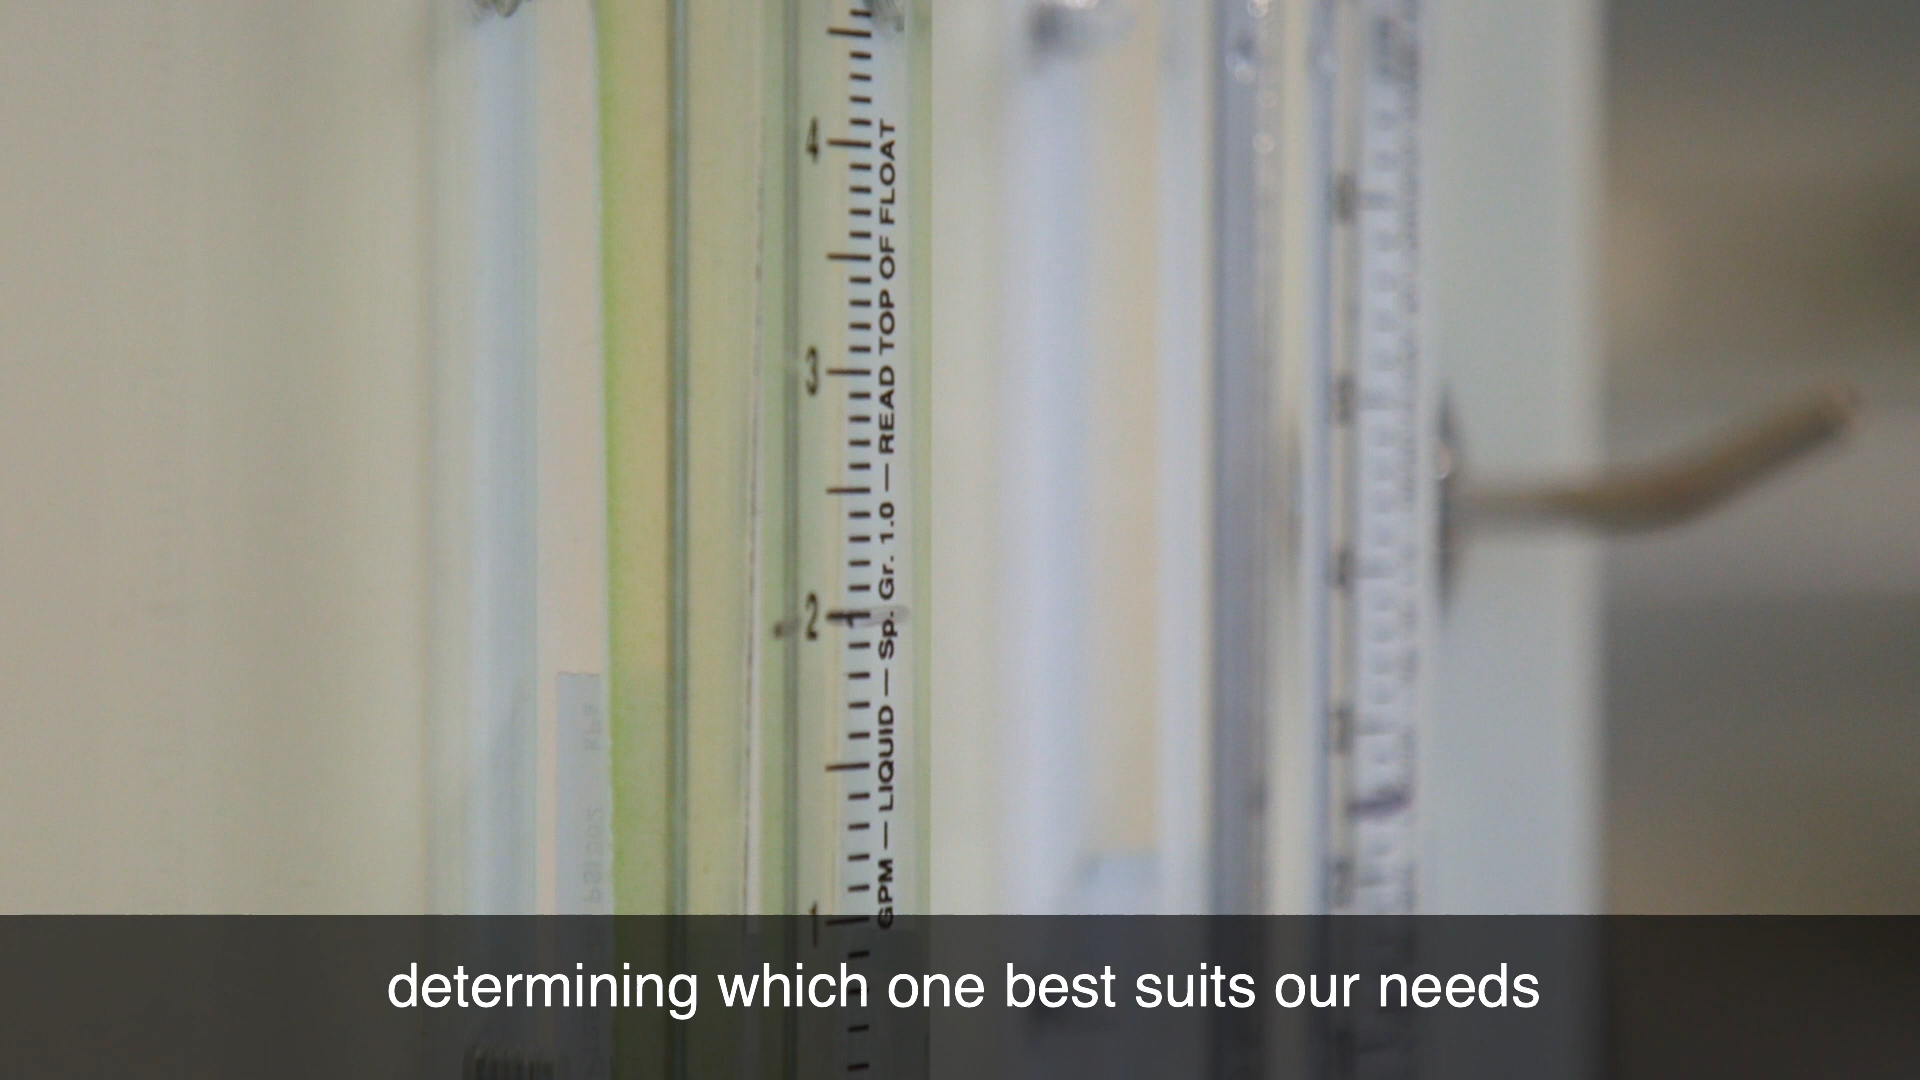 4
3
2
1
GPM — LIQUID — Sp. Gr. 1.0 — READ TOP OF FLOAT
determining which one best suits our needs